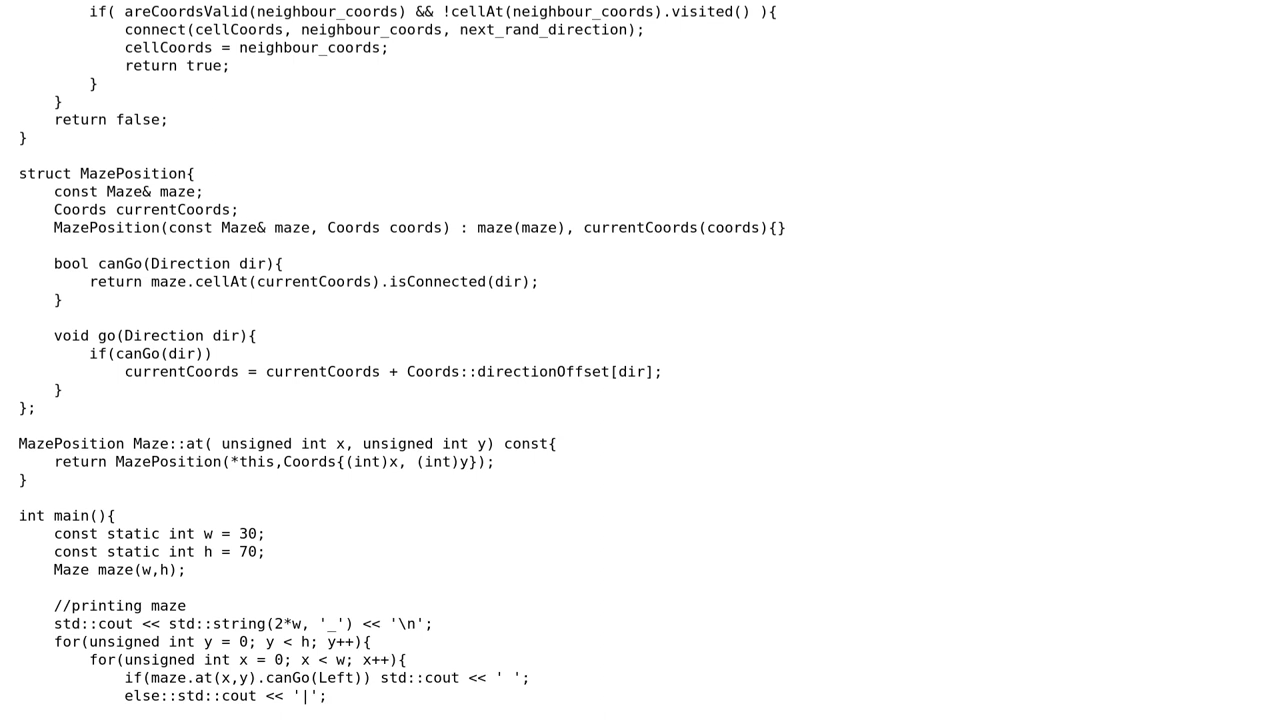 if( areCoordsValid(neighbour_coords) && !cellAt(neighbour_coords).visited() ){
            connect(cellCoords, neighbour_coords, next_rand_direction);
            cellCoords = neighbour_coords;
            return true;
        }
    }
    return false;
}

struct MazePosition{
    const Maze& maze;
    Coords currentCoords;
    MazePosition(const Maze& maze, Coords coords) : maze(maze), currentCoords(coords){}

    bool canGo(Direction dir){
        return maze.cellAt(currentCoords).isConnected(dir);
    }

    void go(Direction dir){
        if(canGo(dir))
            currentCoords = currentCoords + Coords::directionOffset[dir];
    }
};

MazePosition Maze::at( unsigned int x, unsigned int y) const{
    return MazePosition(*this,Coords{(int)x, (int)y});
}

int main(){
    const static int w = 30;
    const static int h = 70;
    Maze maze(w,h);

    //printing maze
    std::cout << std::string(2*w, '_') << '\n';
    for(unsigned int y = 0; y < h; y++){
        for(unsigned int x = 0; x < w; x++){
            if(maze.at(x,y).canGo(Left)) std::cout << ' ';
            else::std::cout << '|';